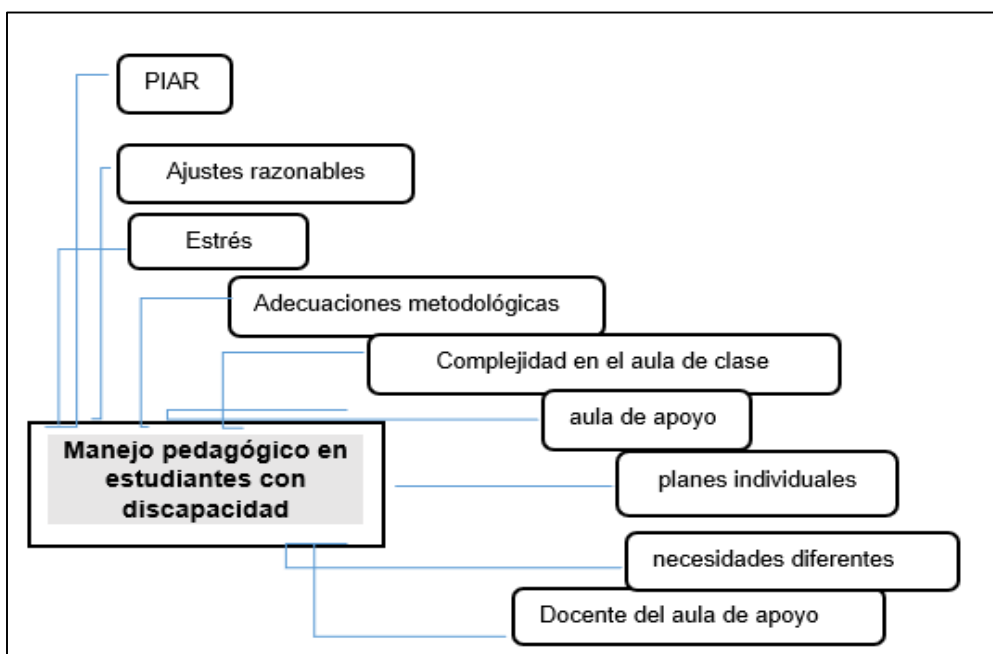 PIAR
Ajustes razonables
Estrés
Adecuaciones metodológicas
Complejidad en el aula de clase
aula de apoyo
Manejo pedagógico en
estudiantes con
discapacidad
planes individuales
necesidades diferentes
Docente del aula de apoyo